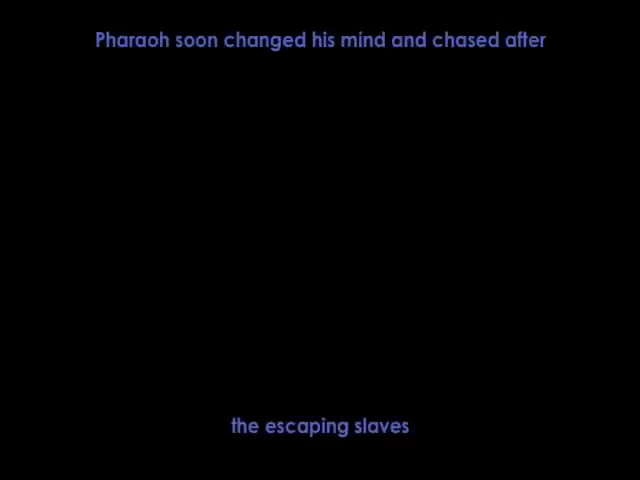 Pharaoh soon changed his mind and chased after
the escaping slaves